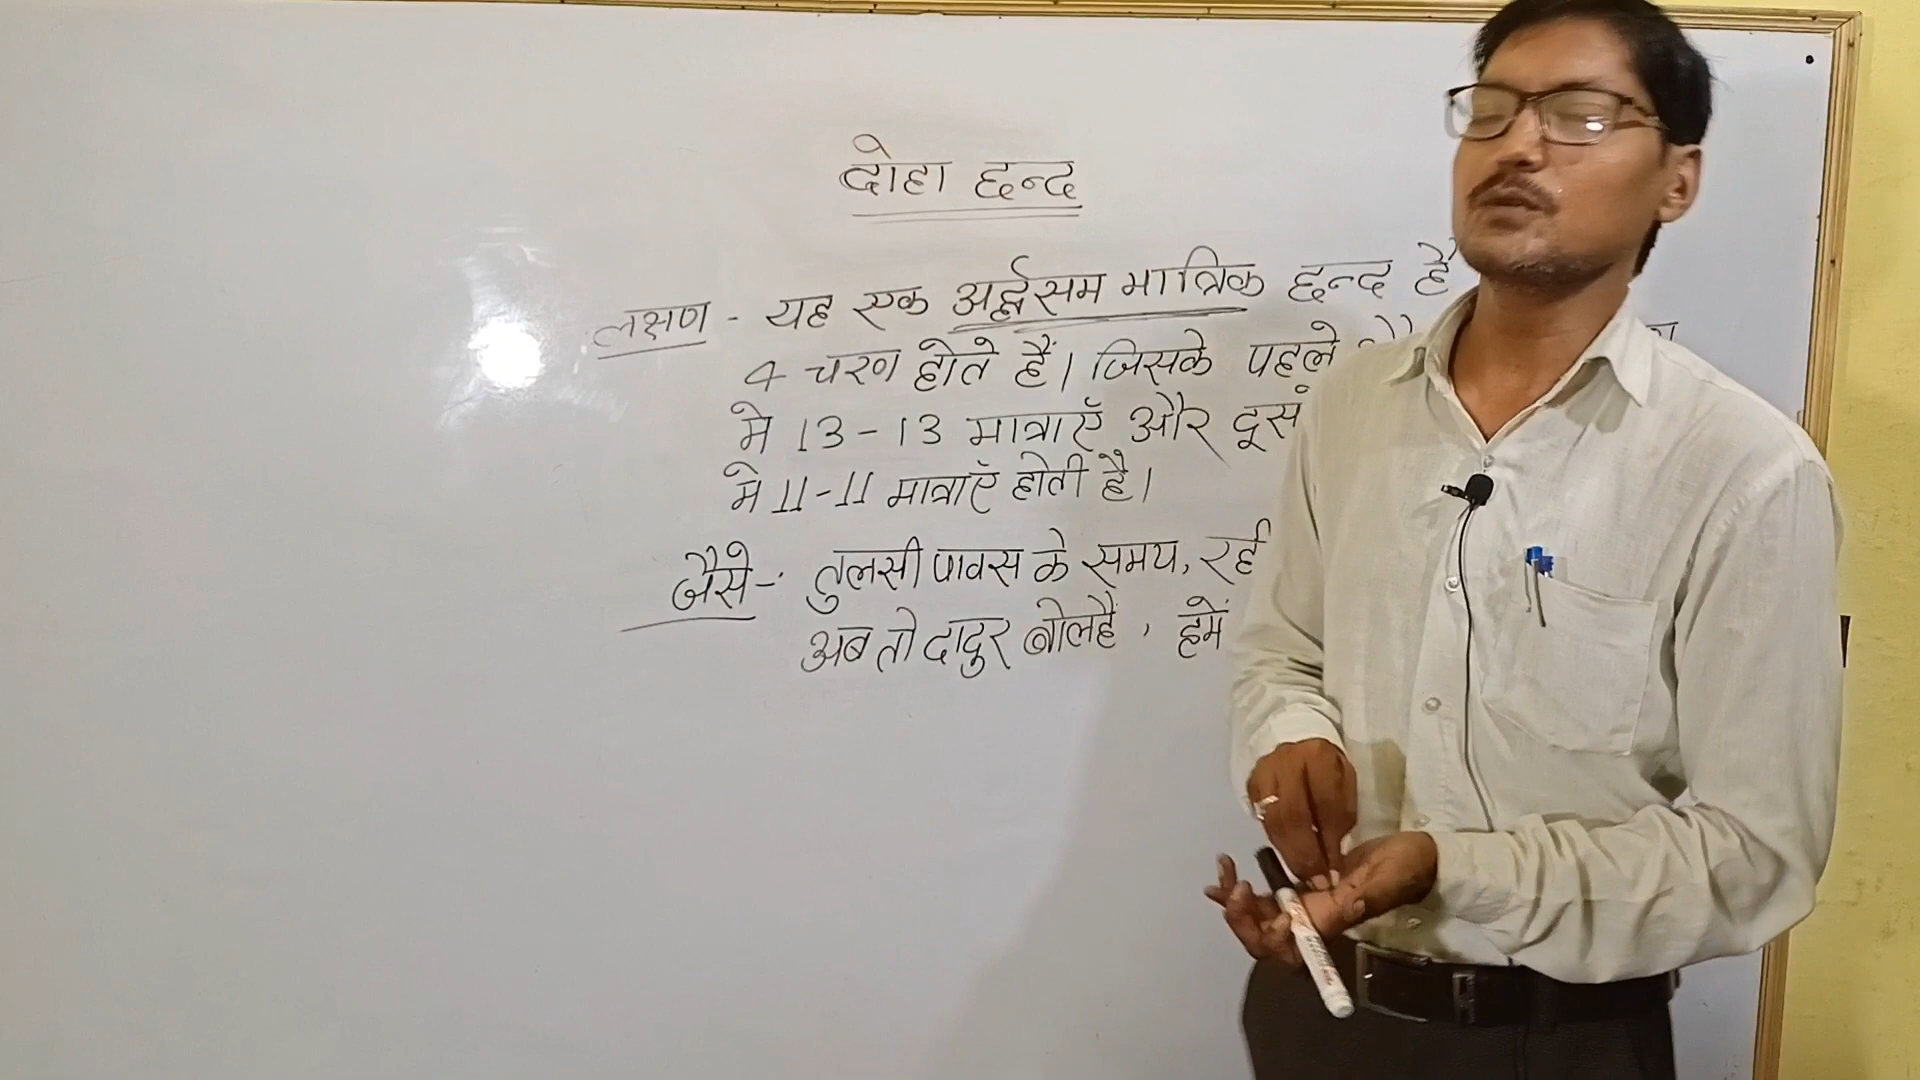 दोहा छन्द
लक्षण - यह एक अर्द्धसम मात्रिक छन्द है
4 चरण होते हैं। जिसके पहले
मे 13-13 मात्राएँ और
मे 11-11 मात्राएँ होती है।
जैसे-: तुलसी पावस के समय,
अब तो दादुर बोलहैं, हमें